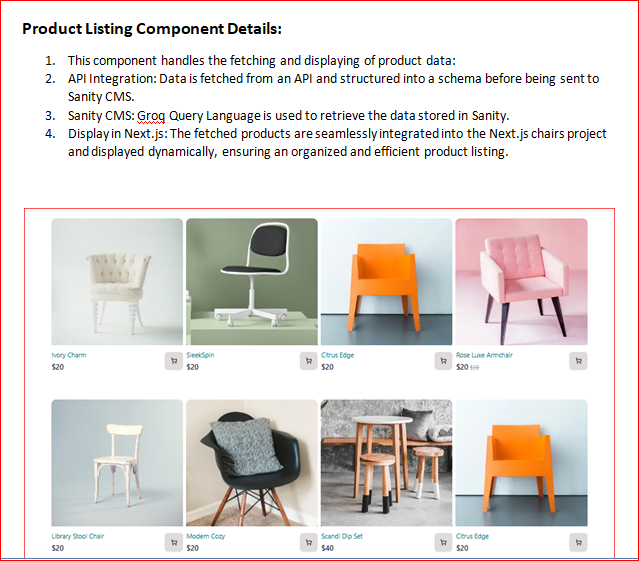 Product Listing Component Details:
1. This component handles the fetching and displaying of product data:
2. API Integration: Data is fetched from an API and structured into a schema before being sent to
Sanity CMS.
3. Sanity CMS: Groq Query Language is used to retrieve the data stored in Sanity.
4. Display in Next.js: The fetched products are seamlessly integrated into the Next.js chairs project
and displayed dynamically, ensuring an organized and efficient product listing.
Ivory Charm SleekSpin Citrus Edge Rose Luxe Armchair
$20 $20 $20 $20 $30
Library Stool Chair Modern Cozy Scandi Dip Set Citrus Edge
$20 $20 $40 $20